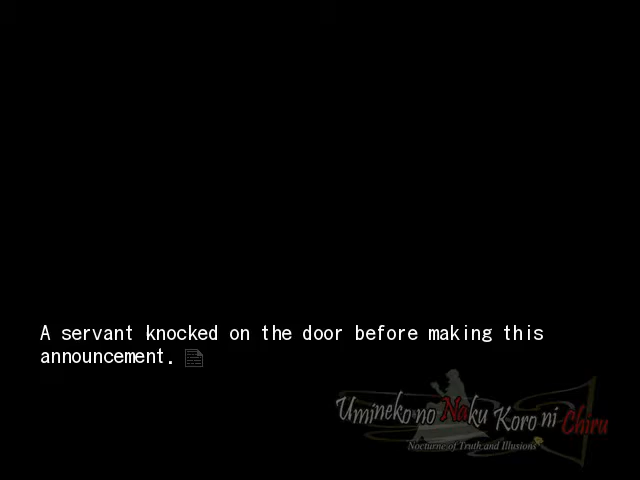 A servant knocked on the door before making this
announcement.
Umineko no Naku Koro ni Chiru
Nocturne of Truth and Illusions